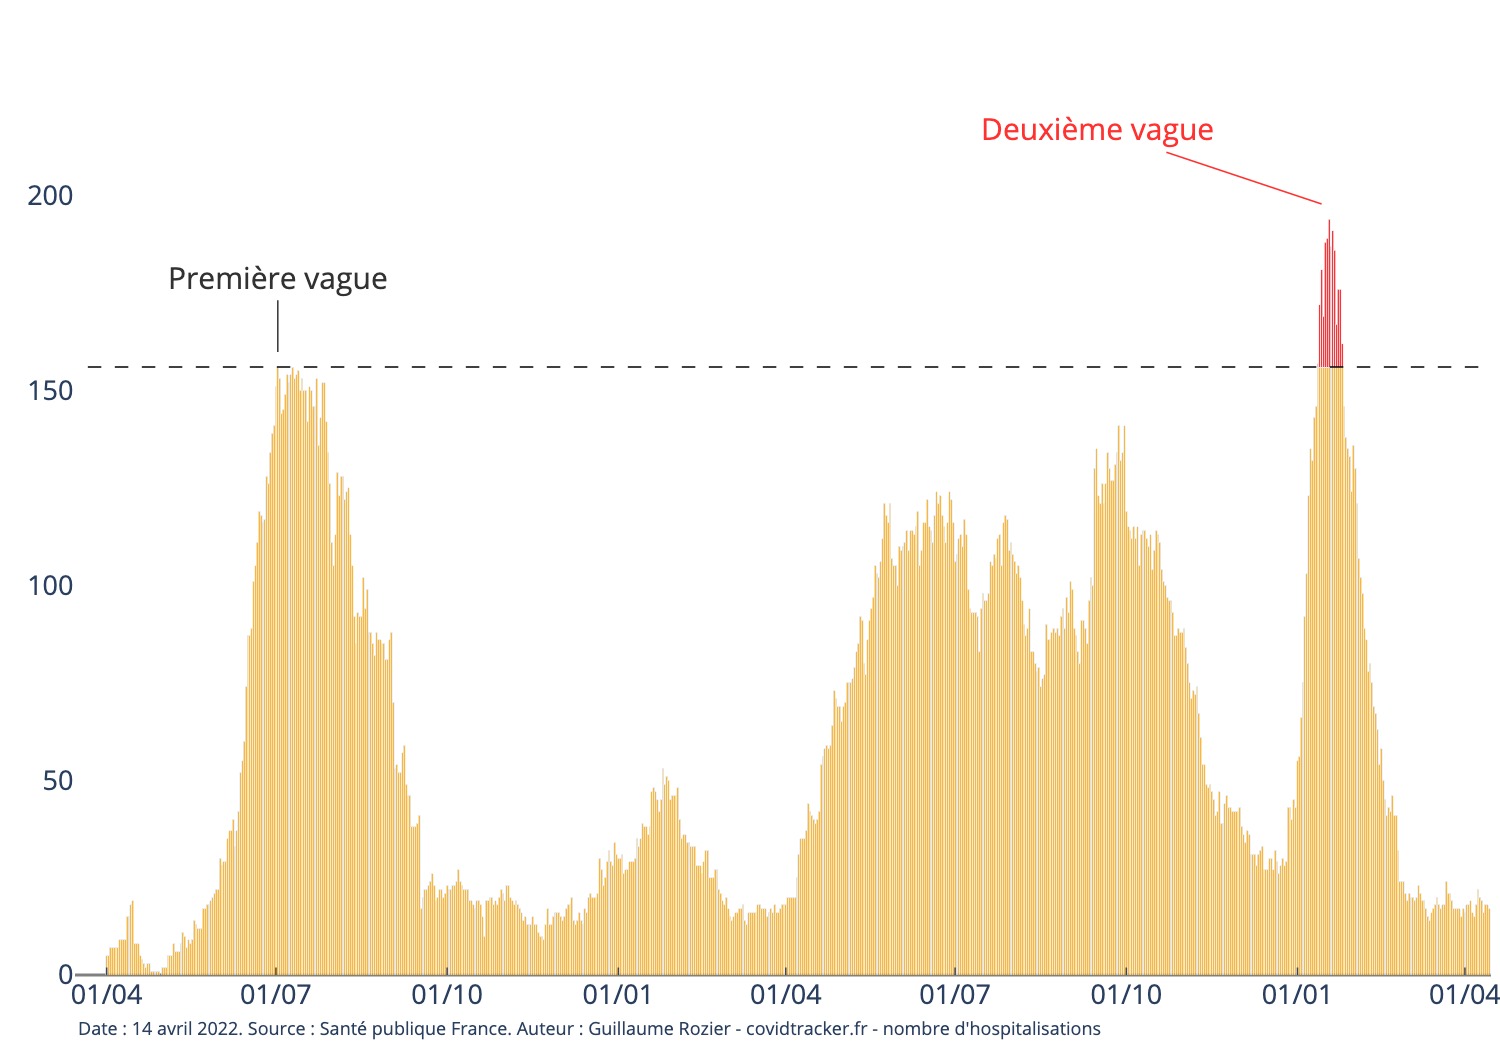 Deuxième vague
200
Première vague
150
100
50
0
01/04 01/07 01/10 01/01 01/04 01/07 01/10 01/01 01/04
Date : 14 avril 2022. Source : Santé publique France. Auteur : Guillaume Rozier - covidtracker.fr - nombre d'hospitalisations